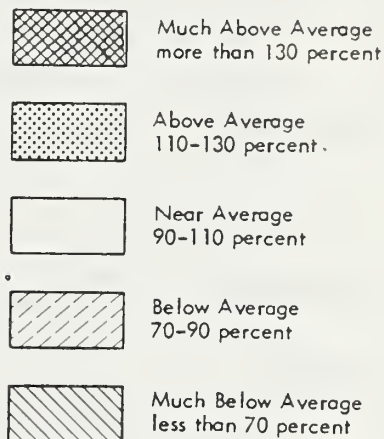 Much Above Average
more than 130 percent
Above Average
110-130 percent.
Near Average
90-110 percent
Below Average
70-90 percent
Much Below Average
less than 70 percent